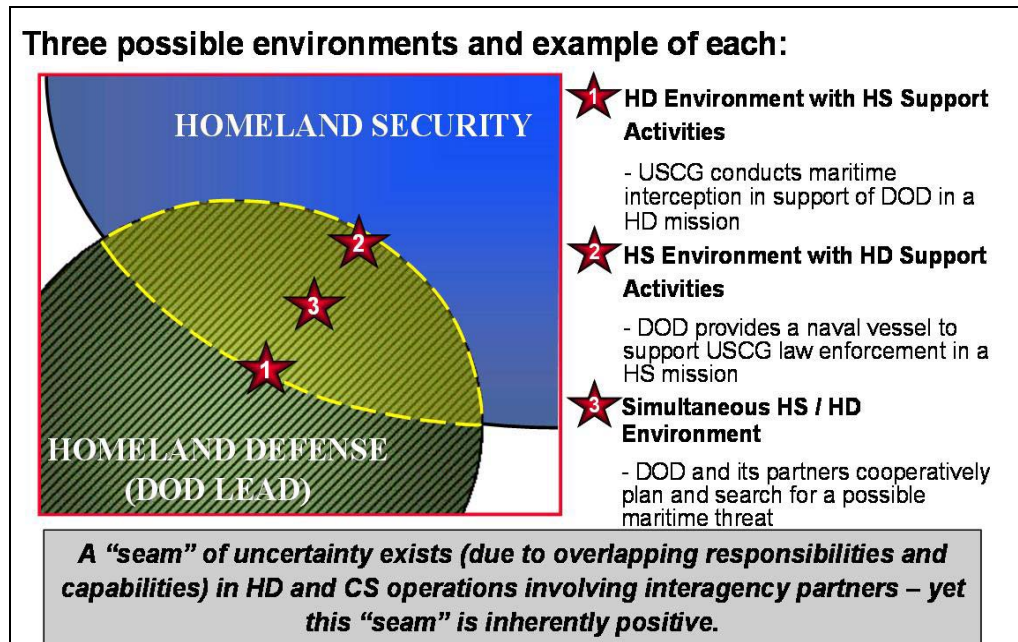 Three possible environments and example of each:
HOMELAND SECURITY
2
3
1
HOMELAND DEFENSE
(DOD LEAD)
1 HD Environment with HS Support
Activities
- USCG conducts maritime
interception in support of DOD in a
HD mission
2 HS Environment with HD Support
Activities
- DOD provides a naval vessel to
support USCG law enforcement in a
HS mission
3 Simultaneous HS / HD
Environment
- DOD and its partners cooperatively
plan and search for a possible
maritime threat
A “seam” of uncertainty exists (due to overlapping responsibilities and
capabilities) in HD and CS operations involving interagency partners – yet
this “seam” is inherently positive.